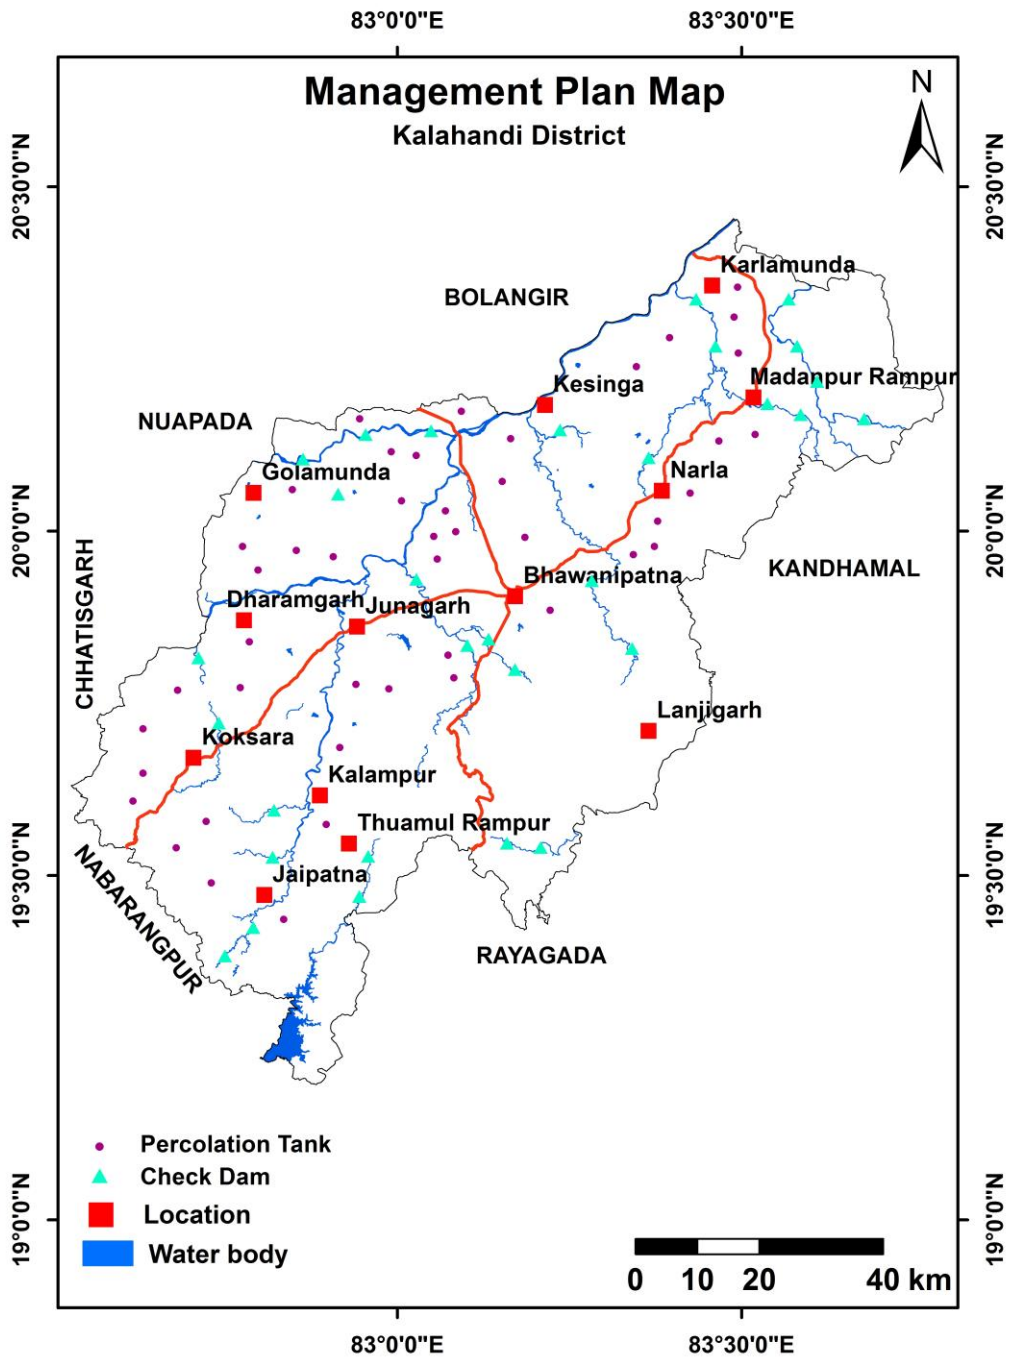 83°0'0"E 83°30'0"E
Management Plan Map
Kalahandi District
N
20°30'0"N 20°30'0"N
Karlamunda
BOLANGIR
Madanpur Rampur
Kesinga
NUAPADA
Golamunda
Narla
20°0'0"N 20°0'0"N
CHHATISGARH
KANDHAMAL
Bhawanipatna
Dharamgarh
Junagarh
Lanjigarh
Koksara
Kalampur
Thuamul Rampur
Jaipatna
19°30'0"N 19°30'0"N
NABARANGPUR
RAYAGADA
Percolation Tank
Check Dam
Location
Water body
19°0'0"N 19°0'0"N
0 10 20 40 km
83°0'0"E 83°30'0"E